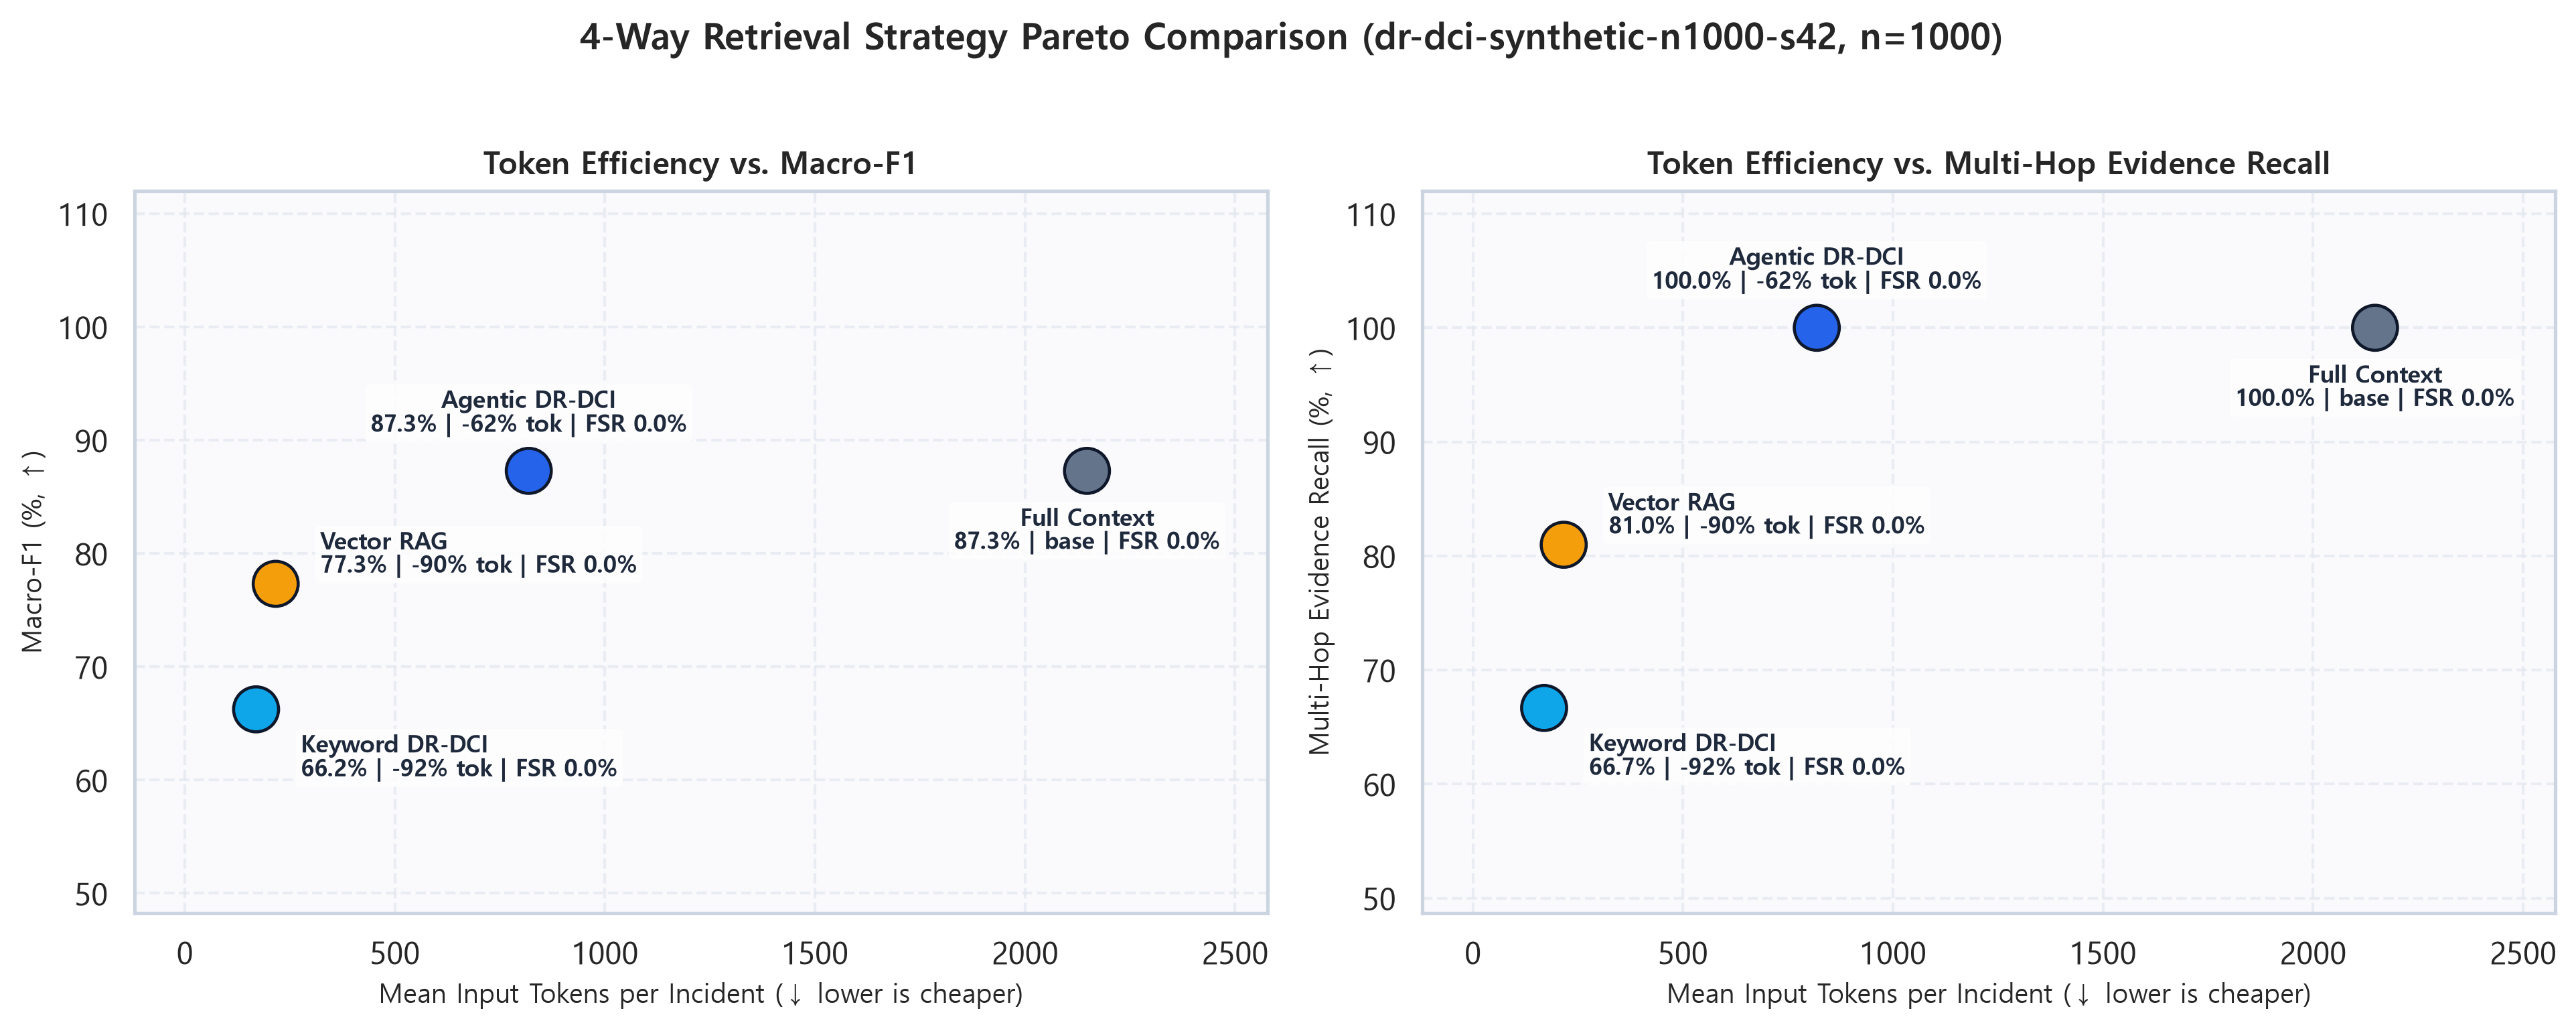 4-Way Retrieval Strategy Pareto Comparison (dr-dci-synthetic-n1000-s42, n=1000)
Token Efficiency vs. Macro-F1
110
100
90
80
70
60
50
Macro-F1 (%, ↑)
Agentic DR-DCI
87.3% | -62% tok | FSR 0.0%
Full Context
87.3% | base | FSR 0.0%
Vector RAG
77.3% | -90% tok | FSR 0.0%
Keyword DR-DCI
66.2% | -92% tok | FSR 0.0%
0 500 1000 1500 2000 2500
Mean Input Tokens per Incident (↓ lower is cheaper)
Token Efficiency vs. Multi-Hop Evidence Recall
110
100
90
80
70
60
50
Multi-Hop Evidence Recall (%, ↑)
Agentic DR-DCI
100.0% | -62% tok | FSR 0.0%
Full Context
100.0% | base | FSR 0.0%
Vector RAG
81.0% | -90% tok | FSR 0.0%
Keyword DR-DCI
66.7% | -92% tok | FSR 0.0%
0 500 1000 1500 2000 2500
Mean Input Tokens per Incident (↓ lower is cheaper)